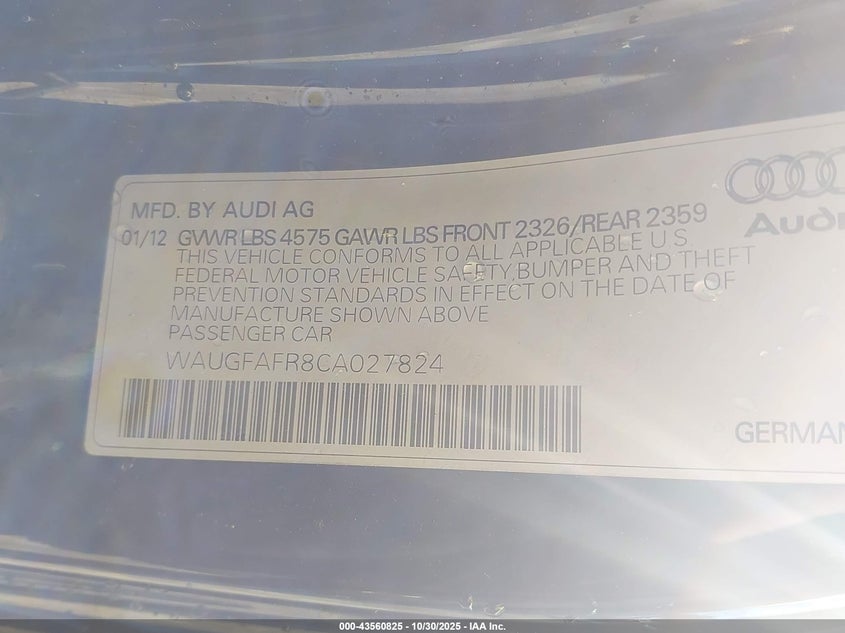 MFD. BY AUDI AG
01/12 GVWR LBS 4575 GAWR LBS FRONT 2326/REAR 2359
THIS VEHICLE CONFORMS TO ALL APPLICABLE U.S.
FEDERAL MOTOR VEHICLE SAFETY, BUMPER AND THEFT
PREVENTION STANDARDS IN EFFECT ON THE DATE OF
MANUFACTURE SHOWN ABOVE
PASSENGER CAR
WAUGFAFR8CA027824
Audi
GERMAN
000-43560825 - 10/30/2025 - IAA Inc.